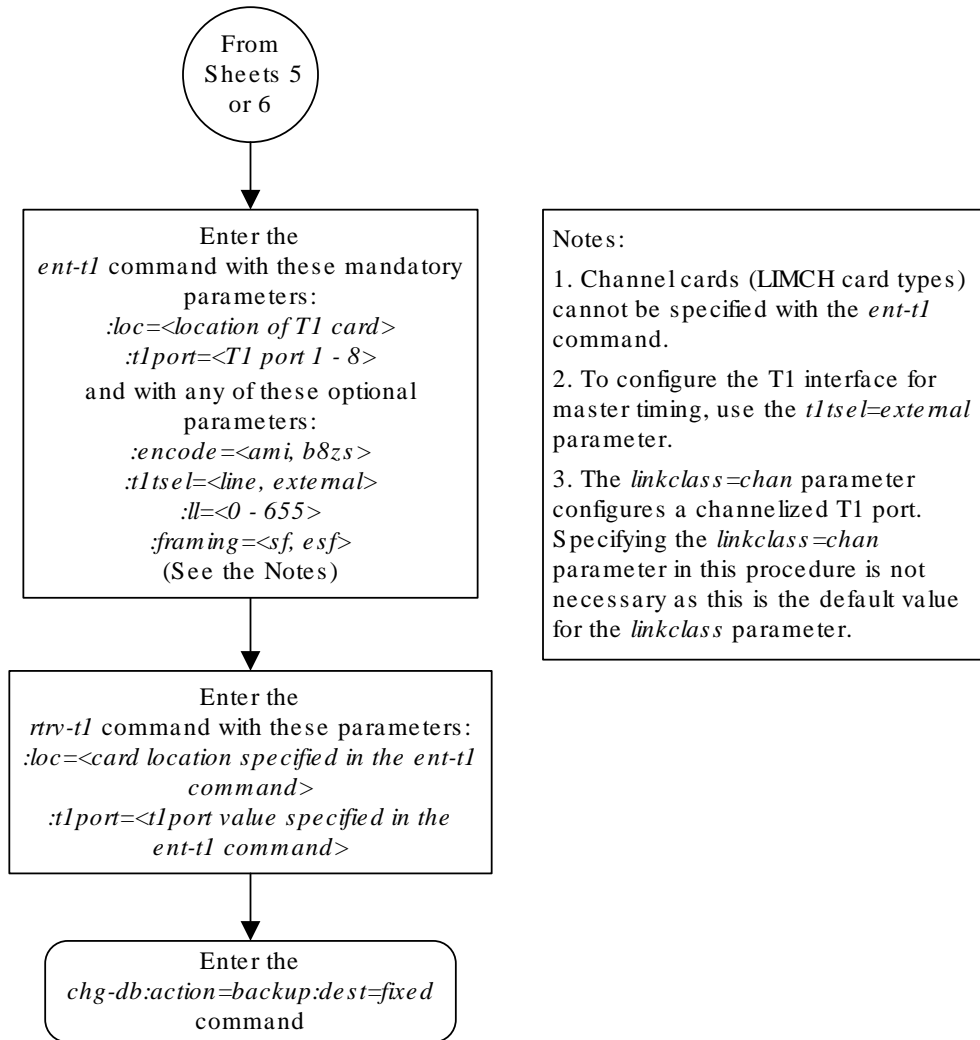 From
Sheets 5
or 6
Enter the
ent-t1 command with these mandatory
parameters:
:loc=<location of T1 card>
:t1port=<T1 port 1 - 8>
and with any of these optional
parameters:
:encode=<ami, b8zs>
:t1tsel=<line, external>
:ll=<0 - 655>
:framing=<sf, esf>
(See the Notes)
Notes:
1. Channel cards (LIMCH card types)
cannot be specified with the ent-t1
command.
2. To configure the T1 interface for
master timing, use the t1tsel=external
parameter.
3. The linkclass=chan parameter
configures a channelized T1 port.
Specifying the linkclass=chan
parameter in this procedure is not
necessary as this is the default value
for the linkclass parameter.
Enter the
rtrv-t1 command with these parameters:
:loc=<card location specified in the ent-t1
command>
:t1port=<t1port value specified in the
ent-t1 command>
Enter the
chg-db:action=backup:dest=fixed
command